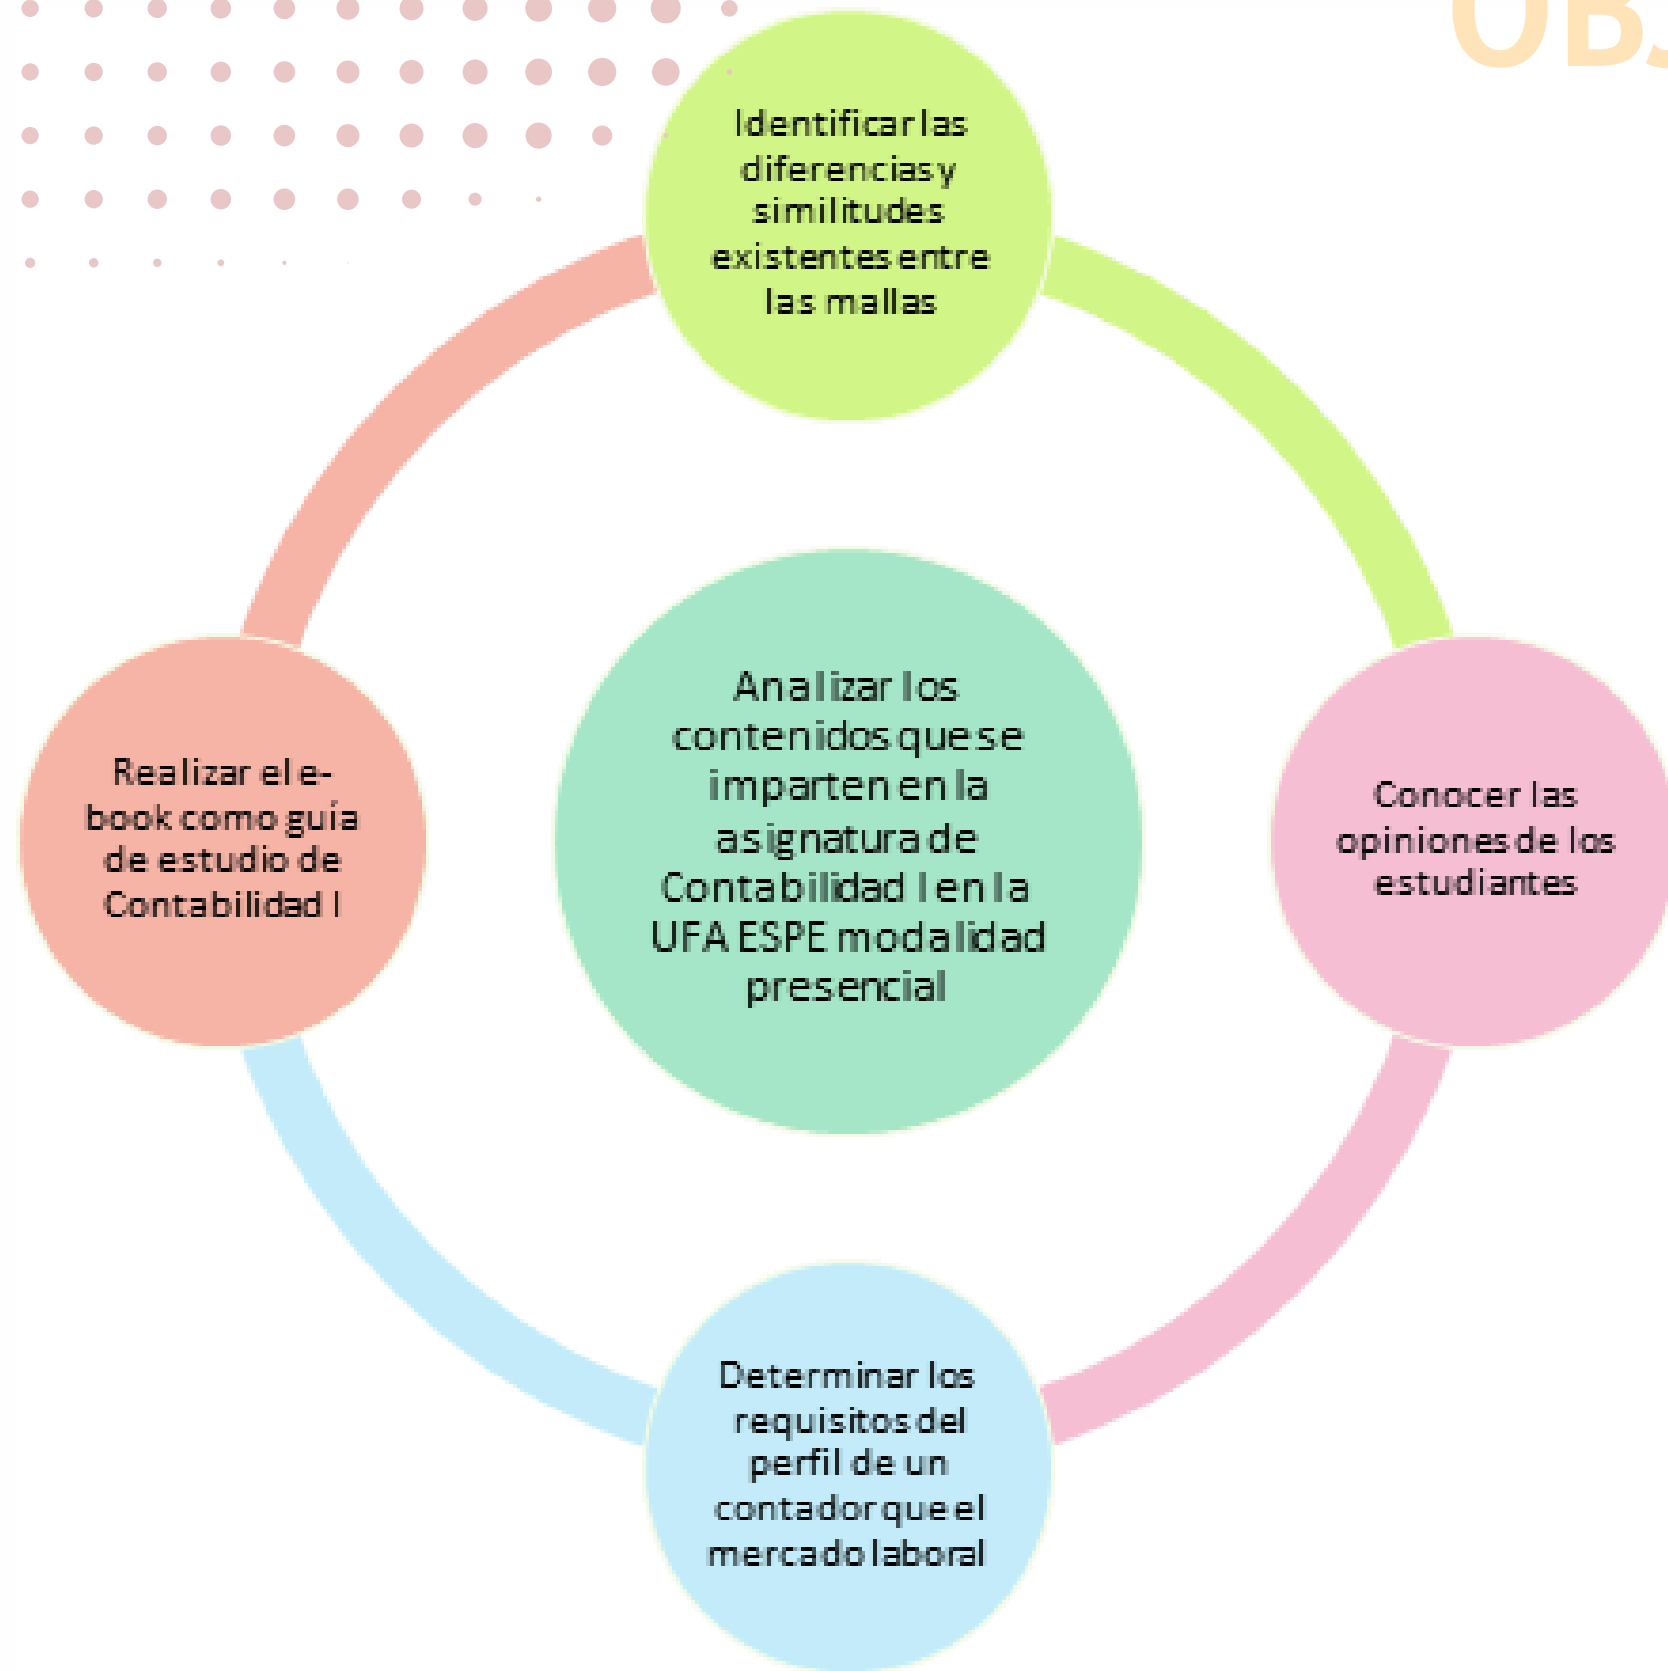 OBJ
Identificar las
diferencias y
similitudes
existentes entre
las mallas
Analizar los
contenidos que se
imparten en la
asignatura de
Contabilidad I en la
UFA ESPE modalidad
presencial
Realizar el e-
book como guía
de estudio de
Contabilidad I
Conocer las
opiniones de los
estudiantes
Determinar los
requisitos del
perfil de un
contador que el
mercado laboral